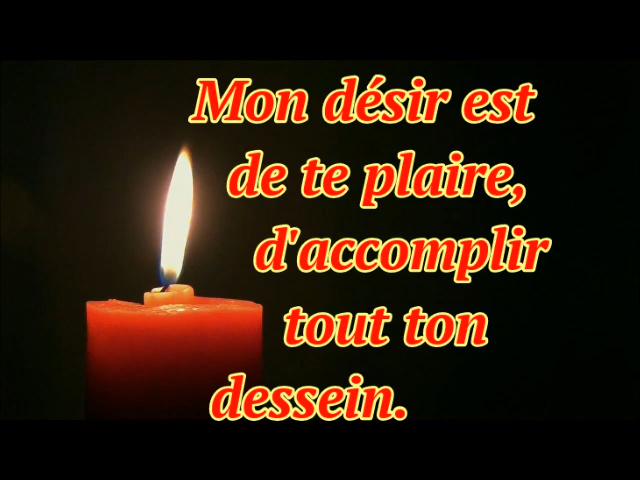 Mon désir est
de te plaire,
d'accomplir
tout ton
dessein.